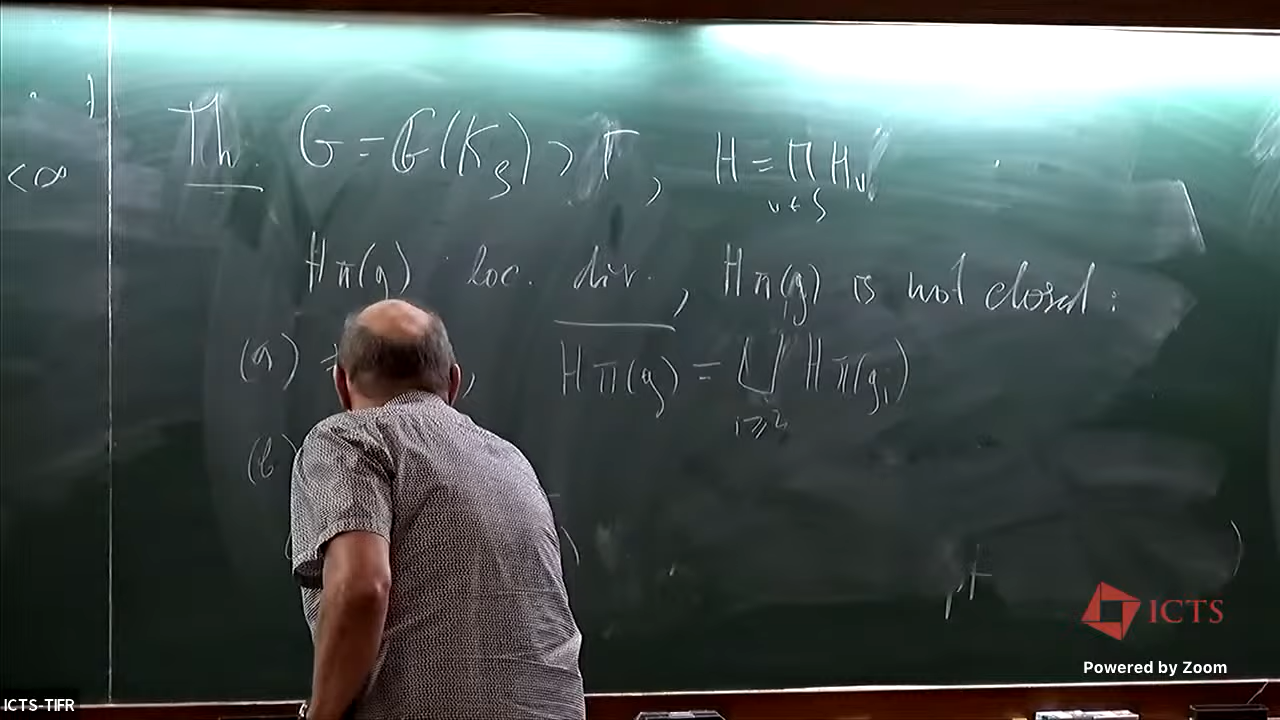 <∞
Th. G = G(K_S) > Γ, H = ∏ H_v
v∈S
Hπ(g) loc. div., Hπ(g) is not closed:
(a) Hπ(g) = ⨆ Hπ(g_i)
i≥2
(b)
ICTS
Powered by Zoom
ICTS-TIFR